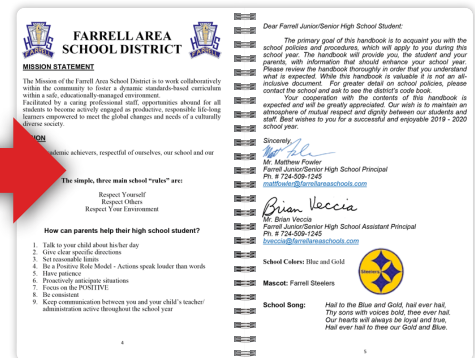 FARRELL AREA
SCHOOL DISTRICT
MISSION STATEMENT
The Mission of the Farrell Area School District is to work collaboratively
within the community to foster a dynamic standards-based curriculum
within a safe, educationally-managed environment.
Facilitated by a caring professional staff, opportunities abound for all
students to become actively engaged as productive, responsible life-long
learners empowered to meet the global changes and needs of a culturally
diverse society.
academic achievers, respectful of ourselves, our school and our
The simple, three main school “rules” are:
Respect Yourself
Respect Others
Respect Your Environment
How can parents help their high school student?
1. Talk to your child about his/her day
2. Give clear specific directions
3. Set reasonable limits
4. Be a Positive Role Model - Actions speak louder than words
5. Have patience
6. Proactively anticipate situations
7. Focus on the POSITIVE
8. Be consistent
9. Keep communication between you and your child's teacher/
administration active throughout the school year
4
Dear Farrell Junior/Senior High School Student:
The primary goal of this handbook is to acquaint you with the
school policies and procedures, which will apply to you during this
school year. The handbook will provide you, the student and your
parents, with information that should enhance your school year.
Please review the handbook thoroughly in order that you understand
what is expected. While this handbook is valuable it is not an all-
inclusive document. For greater detail on school policies, please
contact the school and ask to see the district's code book.
Your cooperation with the contents of this handbook is
expected and will be greatly appreciated. Our wish is to maintain an
atmosphere of mutual respect and dignity between our students and
staff. Best wishes to you for a successful and enjoyable 2019 - 2020
school year.
Sincerely,
Mr. Matthew Fowler
Farrell Junior/Senior High School Principal
Ph. # 724-509-1245
mattfowler@farrellareaschools.com
Brian Veccia
Mr. Brian Veccia
Farrell Junior/Senior High School Assistant Principal
Ph. # 724-509-1245
bveccia@farrellareaschools.com
School Colors: Blue and Gold
Steelers
Mascot: Farrell Steelers
School Song: Hail to the Blue and Gold, hail ever hail,
Thy sons with voices bold, thee ever hail.
Our hearts will always be loyal and true,
Hail ever hail to thee our Gold and Blue.
5